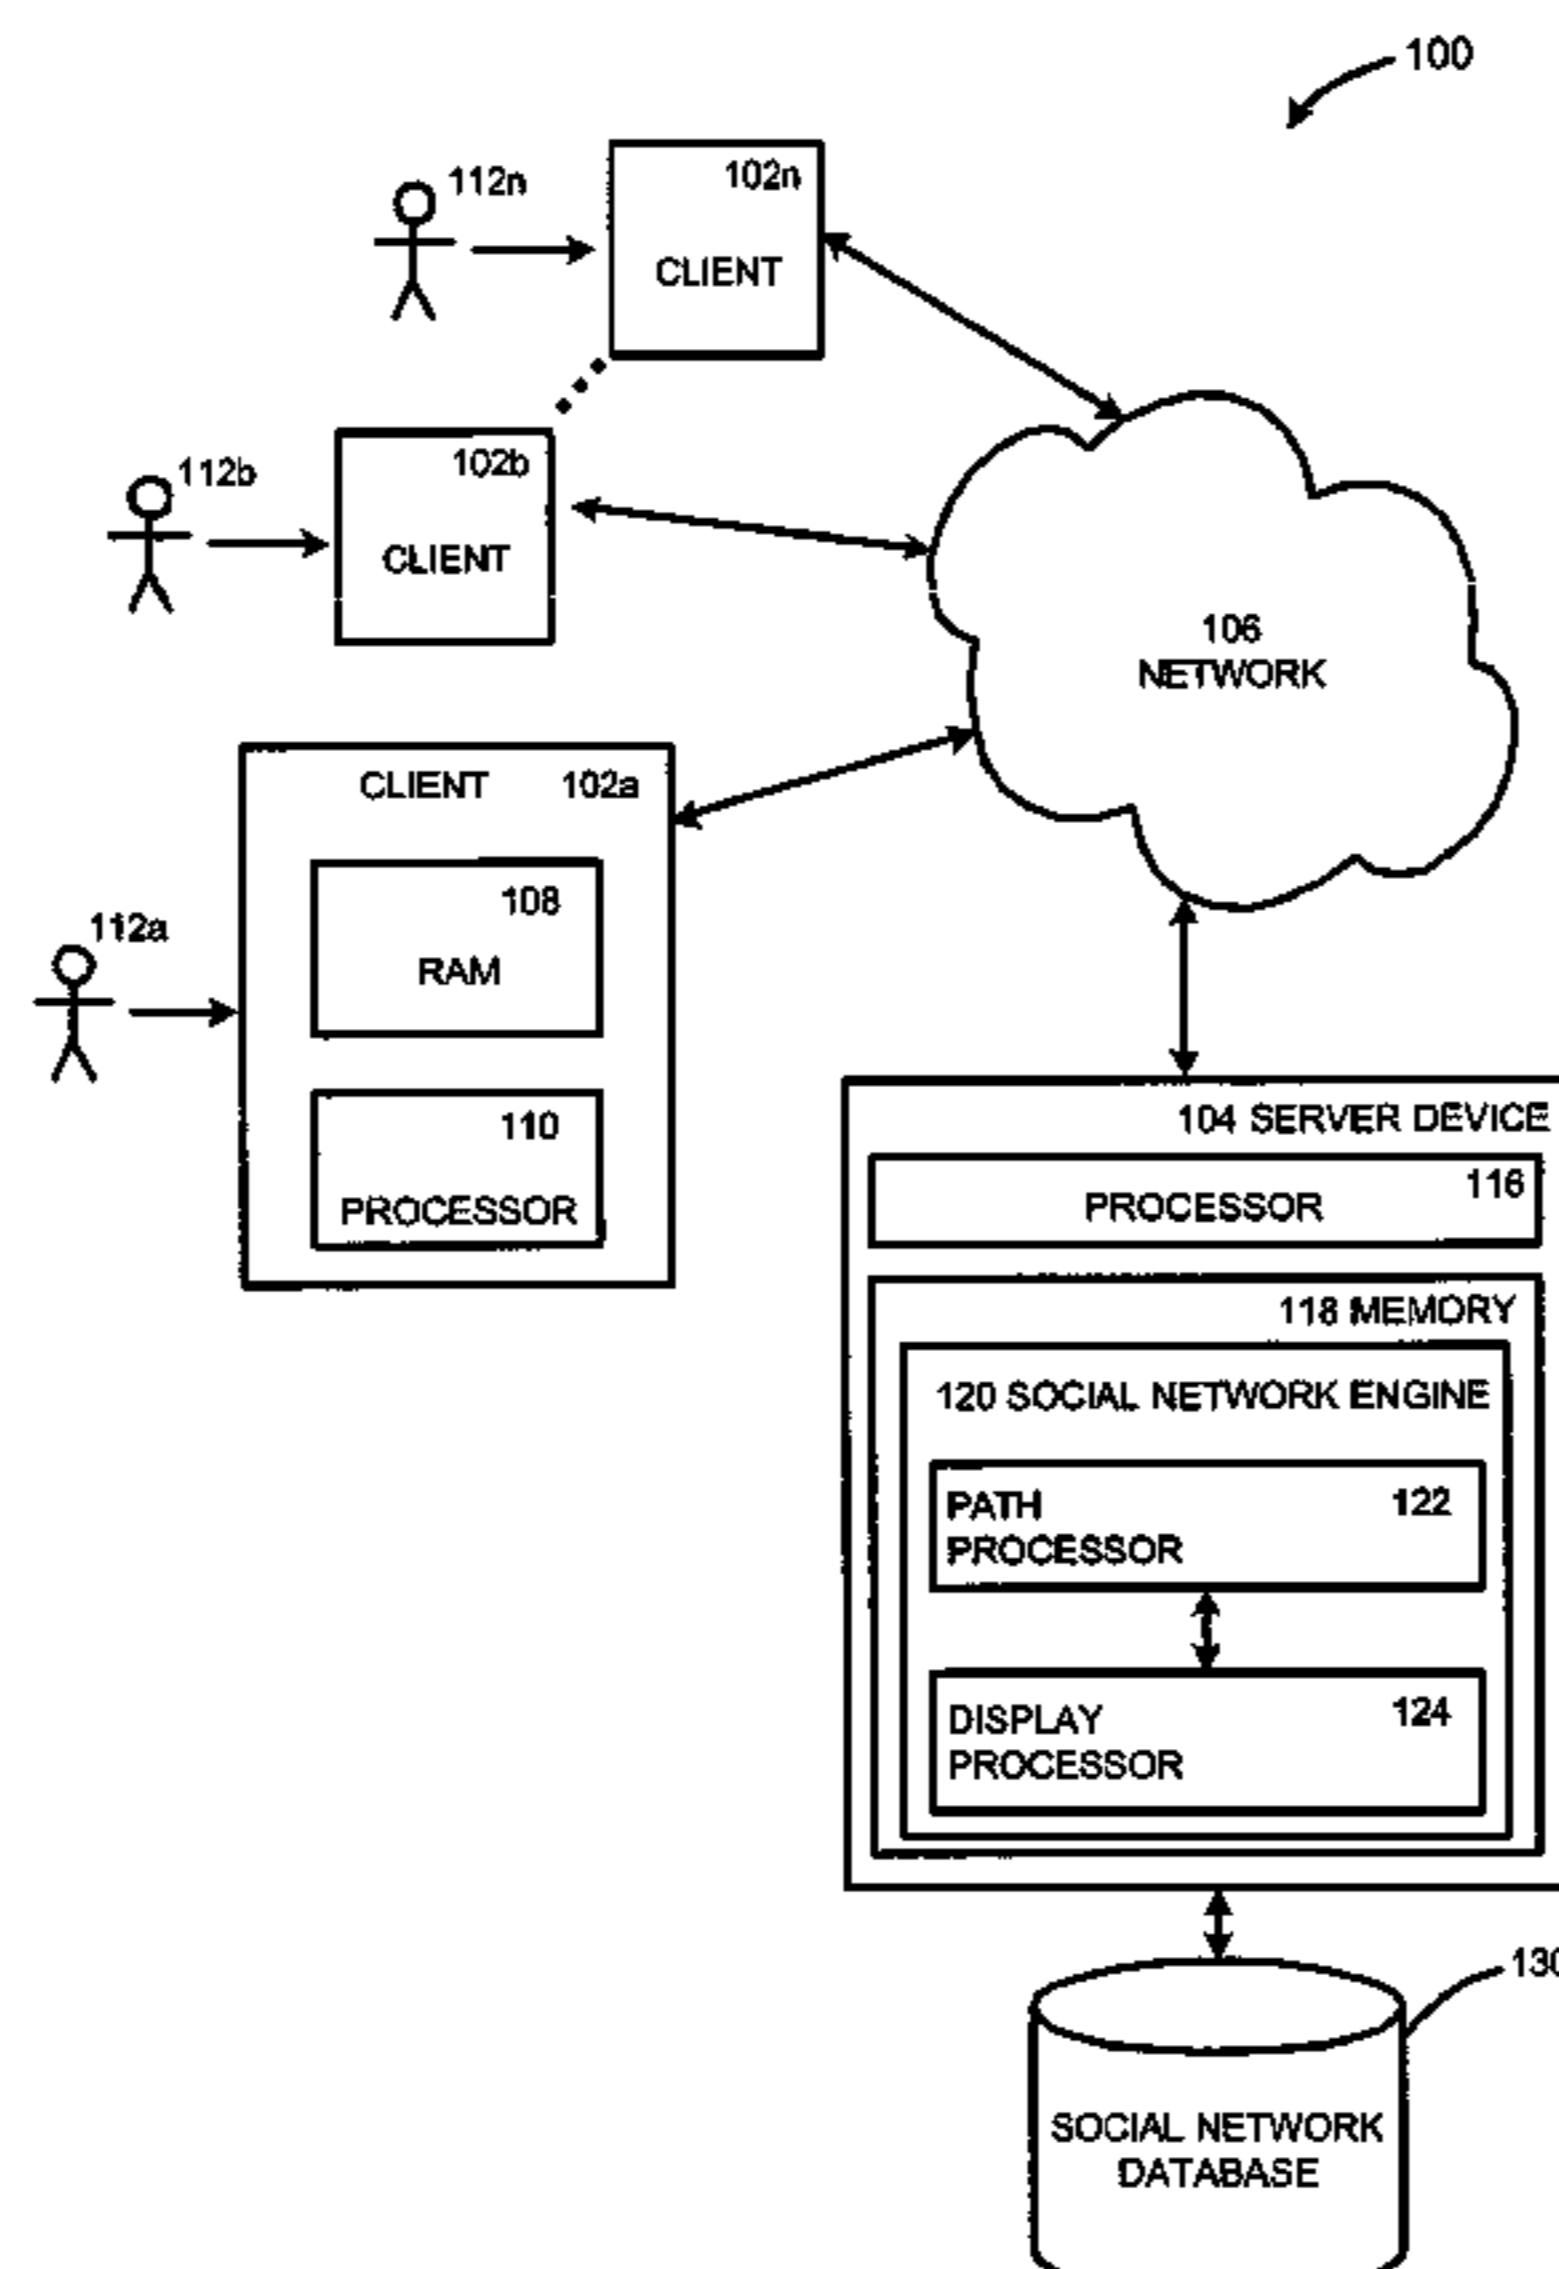 100
112n
102n
CLIENT
112b
102b
CLIENT
106
NETWORK
CLIENT 102a
108
RAM
112a
110
PROCESSOR
104 SERVER DEVICE
116
PROCESSOR
118 MEMORY
120 SOCIAL NETWORK ENGINE
PATH 122
PROCESSOR
DISPLAY 124
PROCESSOR
130
SOCIAL NETWORK
DATABASE